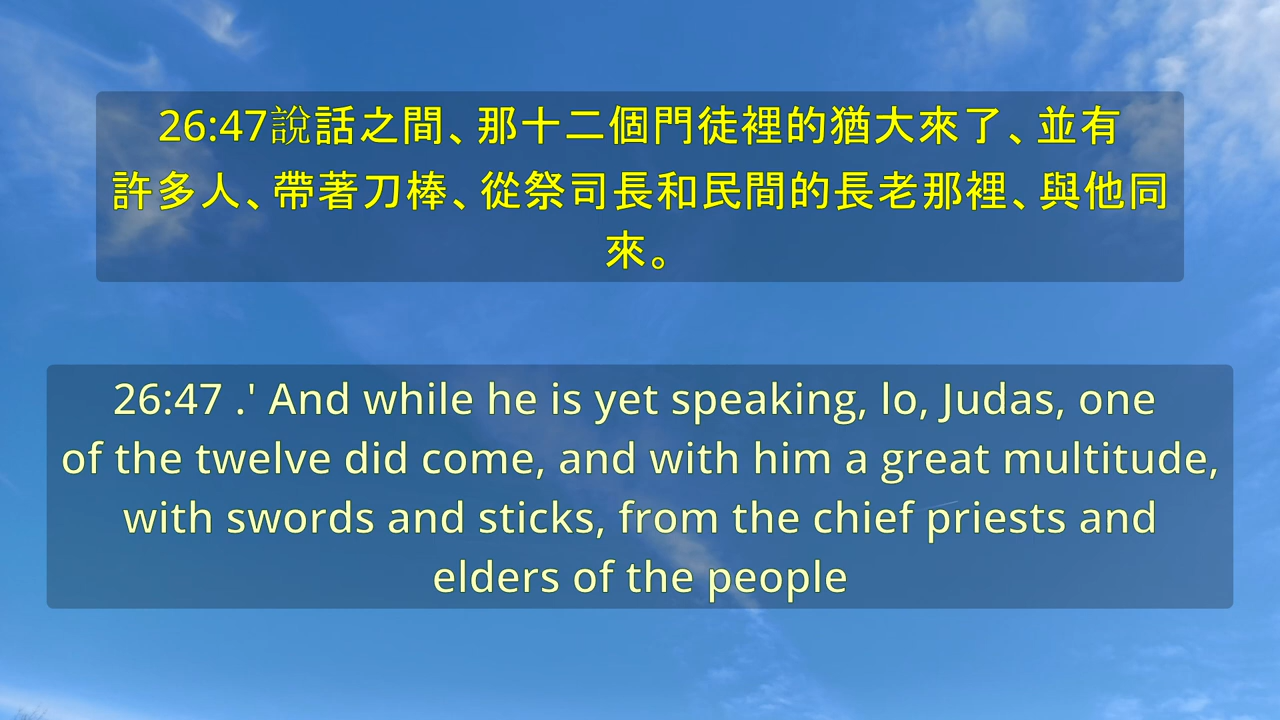 26:47說話之間、那十二個門徒裡的猶大來了、並有
許多人、帶著刀棒、從祭司長和民間的長老那裡、與他同
來。
26:47 .' And while he is yet speaking, lo, Judas, one
of the twelve did come, and with him a great multitude,
with swords and sticks, from the chief priests and
elders of the people